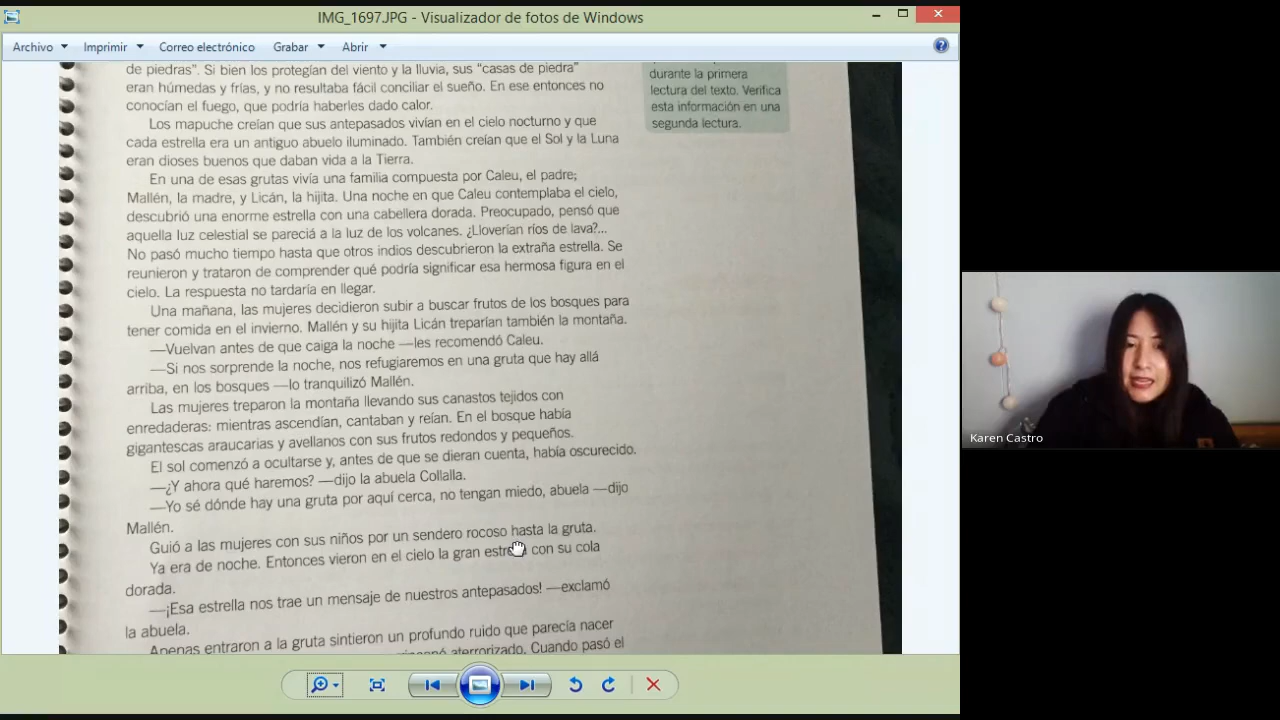 IMG_1697.JPG - Visualizador de fotos de Windows
Archivo Imprimir Correo electrónico Grabar Abrir
de piedras". Si bien los protegían del viento y la lluvia, sus "casas de piedra"
eran húmedas y frías, y no resultaba fácil conciliar el sueño. En ese entonces no
conocían el fuego, que podría haberles dado calor.
Los mapuche creían que sus antepasados vivían en el cielo nocturno y que
cada estrella era un antiguo abuelo iluminado. También creían que el Sol y la Luna
eran dioses buenos que daban vida a la Tierra.
En una de esas grutas vivía una familia compuesta por Caleu, el padre;
Mallén, la madre, y Licán, la hijita. Una noche en que Caleu contemplaba el cielo,
descubrió una enorme estrella con una cabellera dorada. Preocupado, pensó que
aquella luz celestial se parecía a la luz de los volcanes. ¿Lloverían ríos de lava?...
No pasó mucho tiempo hasta que otros indios descubrieron la extraña estrella. Se
reunieron y trataron de comprender qué podría significar esa hermosa figura en el
cielo. La respuesta no tardaría en llegar.
Una mañana, las mujeres decidieron subir a buscar frutos de los bosques para
tener comida en el invierno. Mallén y su hijita Licán treparían también la montaña.
—Vuelvan antes de que caiga la noche —les recomendó Caleu.
—Si nos sorprende la noche, nos refugiaremos en una gruta que hay allá
arriba, en los bosques —lo tranquilizó Mallén.
Las mujeres treparon la montaña llevando sus canastos tejidos con
enredaderas: mientras ascendían, cantaban y reían. En el bosque había
gigantescas araucarias y avellanos con sus frutos redondos y pequeños.
El sol comenzó a ocultarse y, antes de que se dieran cuenta, había oscurecido.
—¿Y ahora qué haremos? —dijo la abuela Collalla.
—Yo sé dónde hay una gruta por aquí cerca, no tengan miedo, abuela —dijo
Mallén.
Guió a las mujeres con sus niños por un sendero rocoso hasta la gruta.
Ya era de noche. Entonces vieron en el cielo la gran estrella con su cola
dorada.
—¡Esa estrella nos trae un mensaje de nuestros antepasados! —exclamó
la abuela.
Apenas entraron a la gruta sintieron un profundo ruido que parecía nacer
aterrorizado. Cuando pasó el
durante la primera
lectura del texto. Verifica
esta información en una
segunda lectura.
Karen Castro